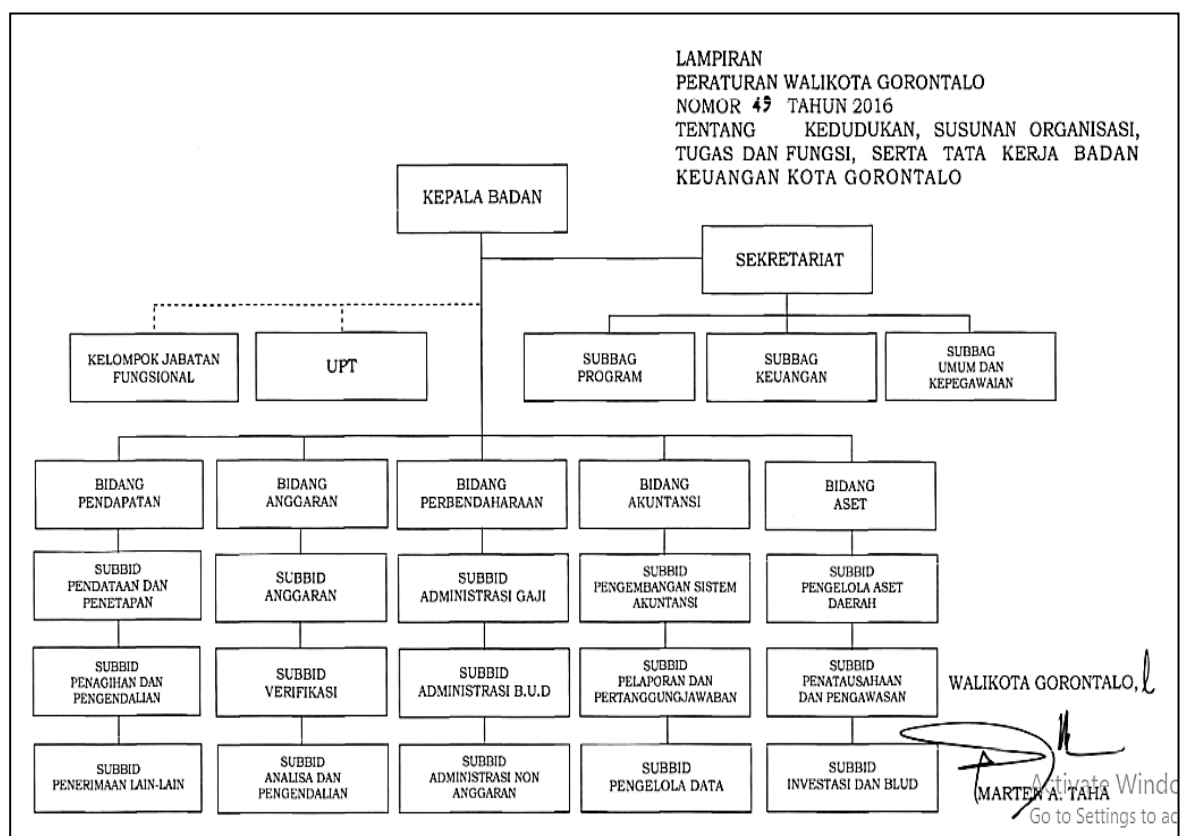 LAMPIRAN
PERATURAN WALIKOTA GORONTALO
NOMOR 49 TAHUN 2016
TENTANG KEDUDUKAN, SUSUNAN ORGANISASI,
TUGAS DAN FUNGSI, SERTA TATA KERJA BADAN
KEUANGAN KOTA GORONTALO
KEPALA BADAN
SEKRETARIAT
KELOMPOK JABATAN
FUNGSIONAL
UPT
SUBBAG
PROGRAM
SUBBAG
KEUANGAN
SUBBAG
UMUM DAN
KEPEGAWAIAN
BIDANG
PENDAPATAN
BIDANG
ANGGARAN
BIDANG
PERBENDAHARAAN
BIDANG
AKUNTANSI
BIDANG
ASET
SUBBID
PENDATAAN DAN
PENETAPAN
SUBBID
ANGGARAN
SUBBID
ADMINISTRASI GAJI
SUBBID
PENGEMBANGAN SISTEM
AKUNTANSI
SUBBID
PENGELOLA ASET
DAERAH
SUBBID
PENAGIHAN DAN
PENGENDALIAN
SUBBID
VERIFIKASI
SUBBID
ADMINISTRASI B.U.D
SUBBID
PELAPORAN DAN
PERTANGGUNGJAWABAN
SUBBID
PENATAUSAHAAN
DAN PENGAWASAN
SUBBID
PENERIMAAN LAIN-LAIN
SUBBID
ANALISA DAN
PENGENDALIAN
SUBBID
ADMINISTRASI NON
ANGGARAN
SUBBID
PENGELOLA DATA
SUBBID
INVESTASI DAN BLUD
WALIKOTA GORONTALO,
MARTEN A. TAHA
Activate Windo
Go to Settings to ac